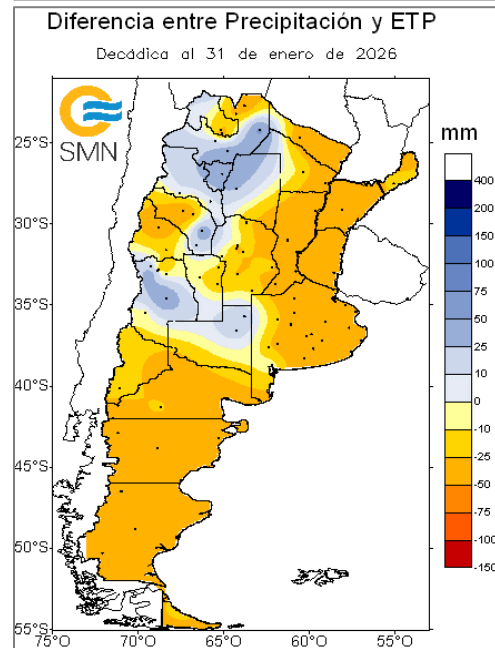 Diferencia entre Precipitación y ETP
Decádica al 31 de enero de 2026
SMN
mm
25°S
30°S
35°S
40°S
45°S
50°S
55°S
75°O
70°O
65°O
60°O
55°O
400
200
150
100
75
50
25
10
0
-10
-25
-50
-75
-100
-150